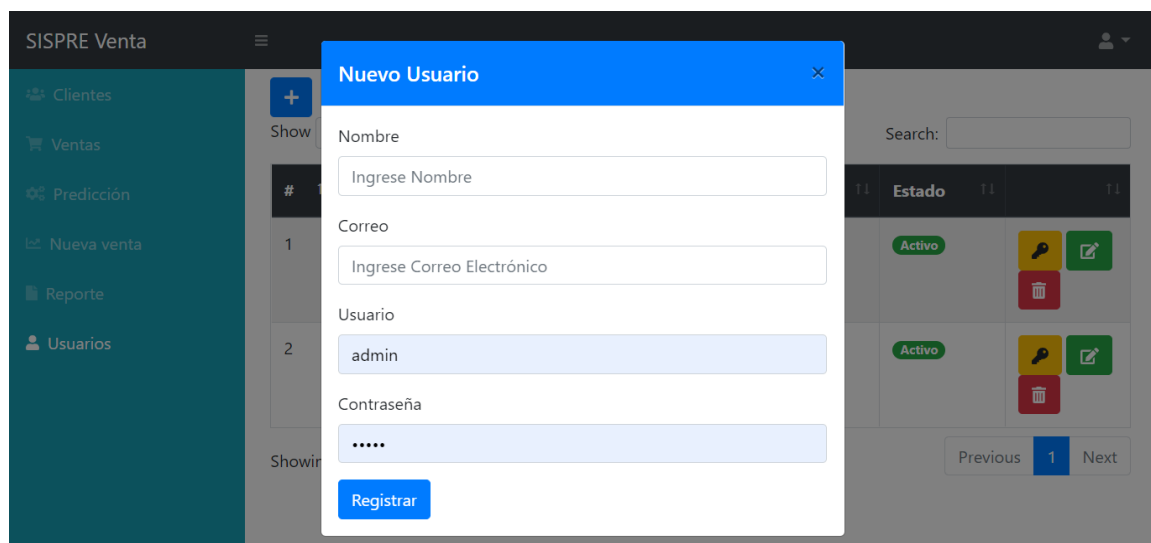 SISPRE Venta
Clientes
Ventas
Predicción
Nueva venta
Reporte
Usuarios
Nuevo Usuario
×
Nombre
Ingrese Nombre
Correo
Ingrese Correo Electrónico
Usuario
admin
Contraseña
•••••
Registrar
Show
Search:
# Estado
1 Activo
2 Activo
Previous 1 Next